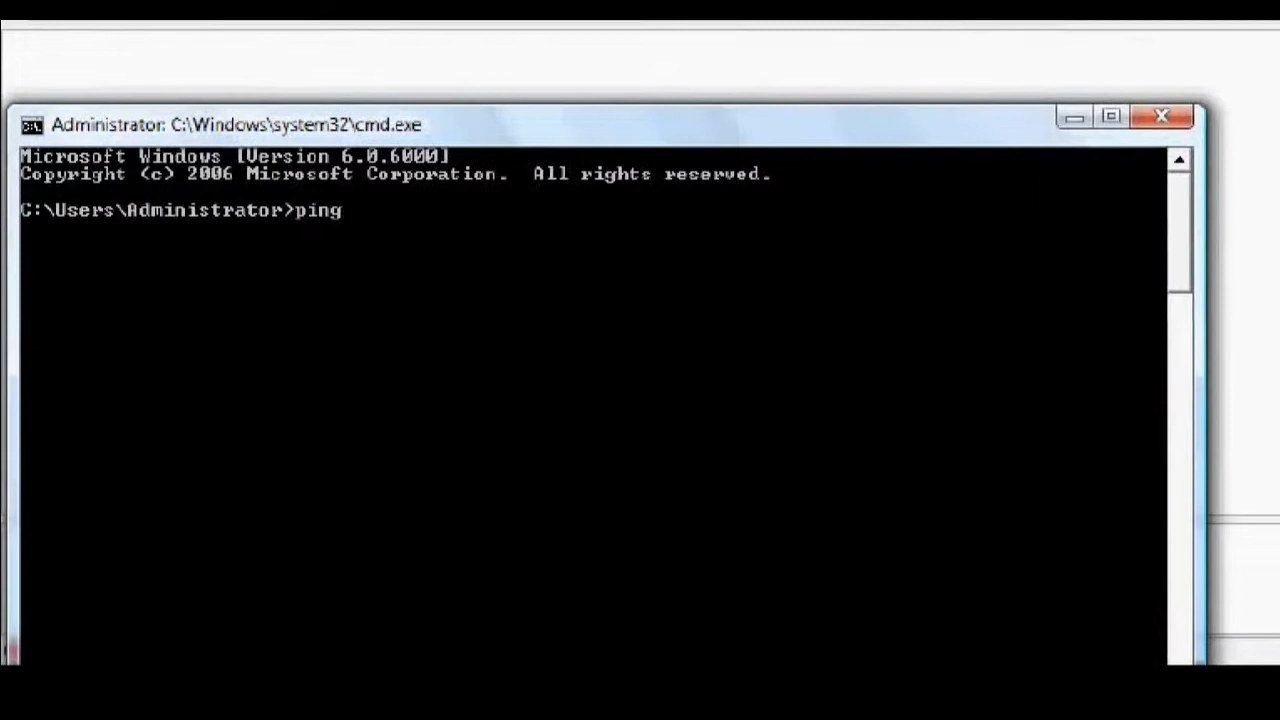 Administrator: C:\Windows\system32\cmd.exe
Microsoft Windows [Version 6.0.6000]
Copyright (c) 2006 Microsoft Corporation.  All rights reserved.
C:\Users\Administrator>ping